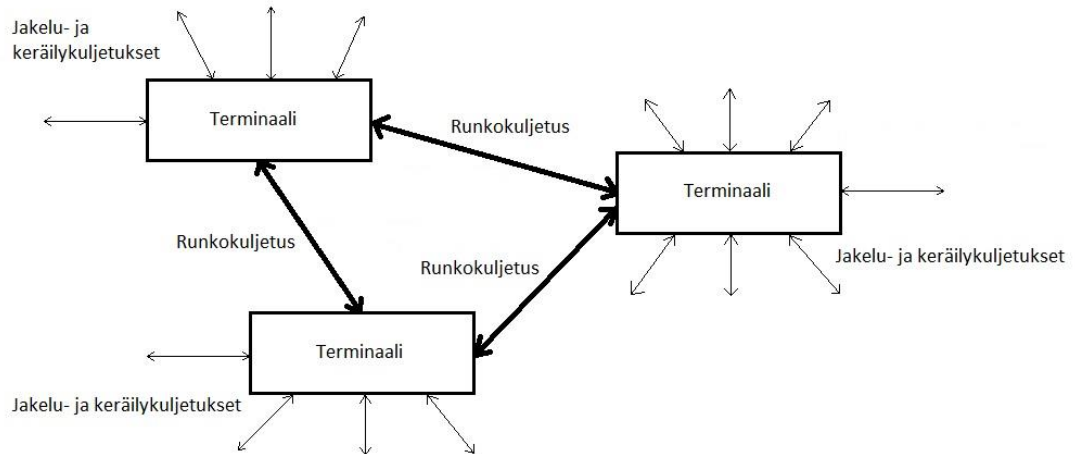 Jakelu- ja
keräilykuljetukset
Terminaali
Runkokuljetus
Terminaali
Runkokuljetus
Runkokuljetus
Jakelu- ja keräilykuljetukset
Terminaali
Jakelu- ja keräilykuljetukset